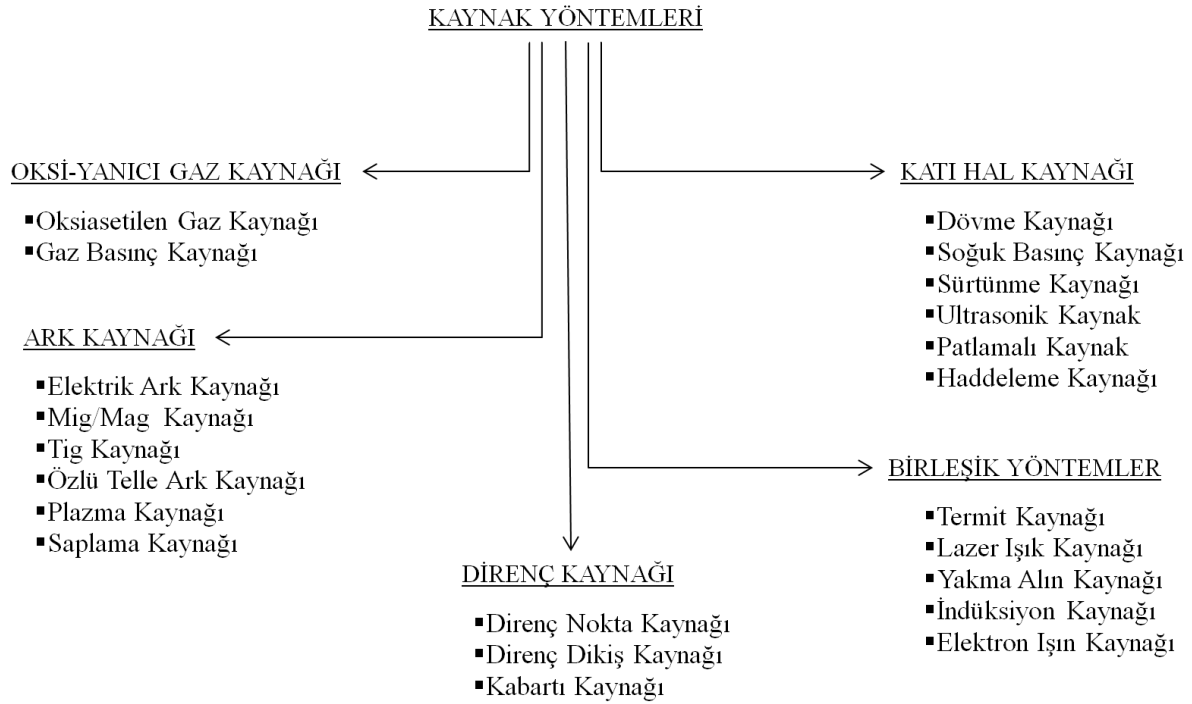 KAYNAK YÖNTEMLERİ
OKSİ-YANICI GAZ KAYNAĞI
▪Oksiasetilen Gaz Kaynağı
▪Gaz Basınç Kaynağı
ARK KAYNAĞI
▪Elektrik Ark Kaynağı
▪Mig/Mag Kaynağı
▪Tig Kaynağı
▪Özlü Telle Ark Kaynağı
▪Plazma Kaynağı
▪Saplama Kaynağı
DİRENÇ KAYNAĞI
▪Direnç Nokta Kaynağı
▪Direnç Dikiş Kaynağı
▪Kabartı Kaynağı
KATI HAL KAYNAĞI
▪Dövme Kaynağı
▪Soğuk Basınç Kaynağı
▪Sürtünme Kaynağı
▪Ultrasonik Kaynak
▪Patlamalı Kaynak
▪Haddeleme Kaynağı
BİRLEŞİK YÖNTEMLER
▪Termit Kaynağı
▪Lazer Işık Kaynağı
▪Yakma Alın Kaynağı
▪İndüksiyon Kaynağı
▪Elektron Işın Kaynağı